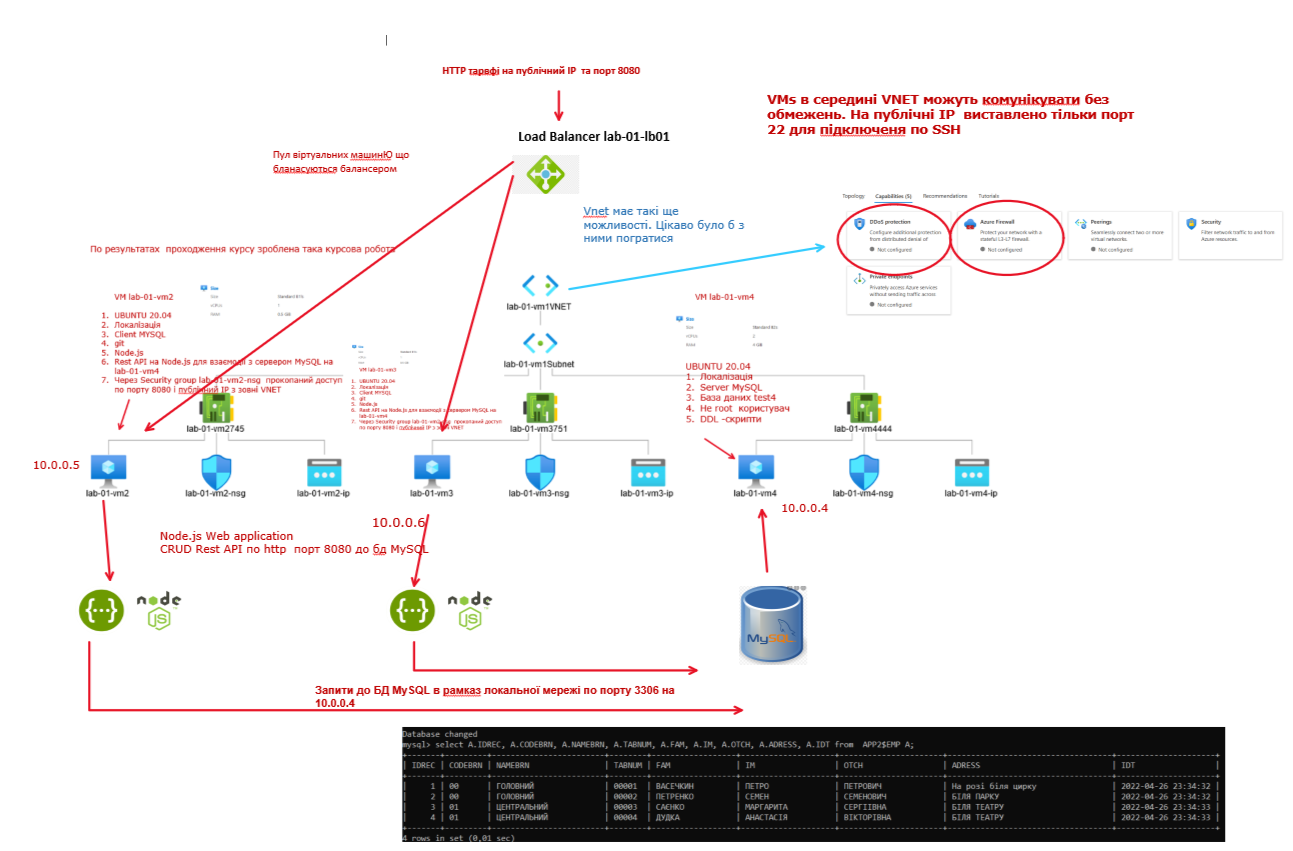 HTTP тарвфі на публічний IP та порт 8080
VMs в середині VNET можуть комунікувати без
обмежень. На публічні IP виставлено тільки порт
22 для підключеня по SSH
Load Balancer lab-01-lb01
Пул віртуальних машинЮ що
бланасуються балансером
Topology Capabilities (5) Recommendations Tutorials
Vnet має такі ще
можливості. Цікаво було б з
ними погратися
DDoS protection
Configure additional protection
from distributed denial of
Not configured
Azure Firewall
Protect your network with a
stateful L3-L7 firewall.
Not configured
Peerings
Seamlessly connect two or more
virtual networks.
Not configured
Security
Filter network traffic to and from
Azure resources.
Private endpoints
Privately access Azure services
without sending traffic across
Not configured
По результатах проходження курсу зроблена така курсова робота
lab-01-vm1VNET
lab-01-vm1Subnet
VM lab-01-vm2
Size
1. UBUNTU 20.04
2. Локалізація
3. Client MYSQL
4. git
5. Node.js
6. Rest API на Node.js для взаємодії з сервером MySQL на
lab-01-vm4
7. Через Security group lab-01-vm2-nsg прокопаний доступ
по порту 8080 і публічний IP з зовні VNET
Size
VM lab-01-vm3
1. UBUNTU 20.04
2. Локалізація
3. Client MYSQL
4. git
5. Node.js
6. Rest API на Node.js для взаємодії з сервером MySQL на
lab-01-vm4
7. Через Security group lab-01-vm2-nsg прокопаний доступ
по порту 8080 і публічний IP з зовні VNET
VM lab-01-vm4
Size
2
4 GiB
UBUNTU 20.04
1. Локалізація
2. Server MySQL
3. База даних test4
4. Не root користувач
5. DDL -скрипти
lab-01-vm2745
lab-01-vm3751
lab-01-vm4444
10.0.0.5
lab-01-vm2
lab-01-vm2-nsg
lab-01-vm2-ip
lab-01-vm3
lab-01-vm3-nsg
lab-01-vm3-ip
lab-01-vm4
lab-01-vm4-nsg
lab-01-vm4-ip
10.0.0.6
10.0.0.4
Node.js Web application
CRUD Rest API по http порт 8080 до бд MySQL
node
JS
node
JS
MySQL
Запити до БД MySQL в рамказ локальної мережі по порту 3306 на
10.0.0.4
Database changed
mysql> select A.IDREC, A.CODEBRN, A.NAMEBRN, A.TABNUM, A.FAM, A.IM, A.OTCH, A.ADRESS, A.IDT from APP2$EMP A;
| IDREC | CODEBRN | NAMEBRN | TABNUM | FAM | IM | OTCH | ADRESS | IDT |
| 1 | 00 | ГОЛОВНИЙ | 00001 | ВАСЕЧКИН | ПЕТРО | ПЕТРОВИЧ | На розі біля цирку | 2022-04-26 23:34:32 |
| 2 | 00 | ГОЛОВНИЙ | 00002 | ПЕТРЕНКО | СЕМЕН | СЕМЕНОВИЧ | БІЛЯ ПАРКУ | 2022-04-26 23:34:32 |
| 3 | 01 | ЦЕНТРАЛЬНИЙ | 00003 | САЄНКО | МАРГАРИТА | СЕРГІІВНА | БІЛЯ ТЕАТРУ | 2022-04-26 23:34:33 |
| 4 | 01 | ЦЕНТРАЛЬНИЙ | 00004 | ДУДКА | АНАСТАСІЯ | ВІКТОРІВНА | БІЛЯ ТЕАТРУ | 2022-04-26 23:34:33 |
4 rows in set (0,01 sec)